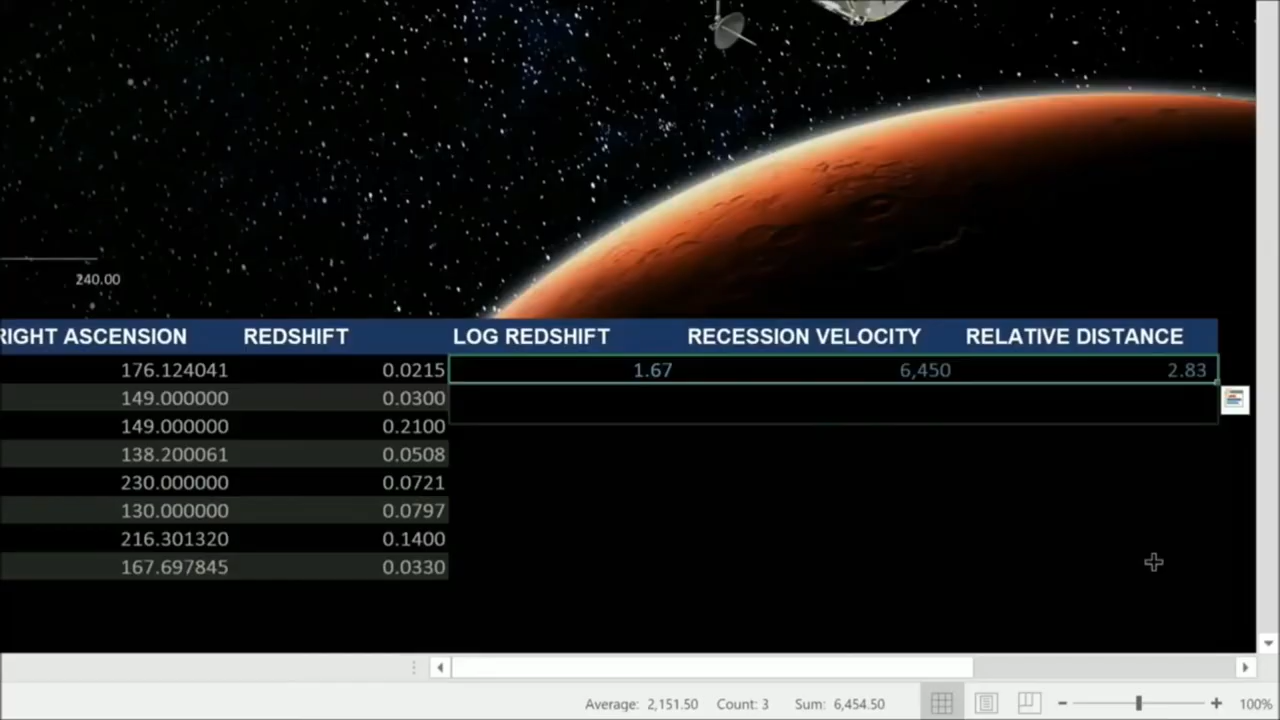 240.00
RIGHT ASCENSION REDSHIFT LOG REDSHIFT RECESSION VELOCITY RELATIVE DISTANCE
176.124041 0.0215 1.67 6,450 2.83
149.000000 0.0300
149.000000 0.2100
138.200061 0.0508
230.000000 0.0721
130.000000 0.0797
216.301320 0.1400
167.697845 0.0330
Average: 2,151.50 Count: 3 Sum: 6,454.50 100%